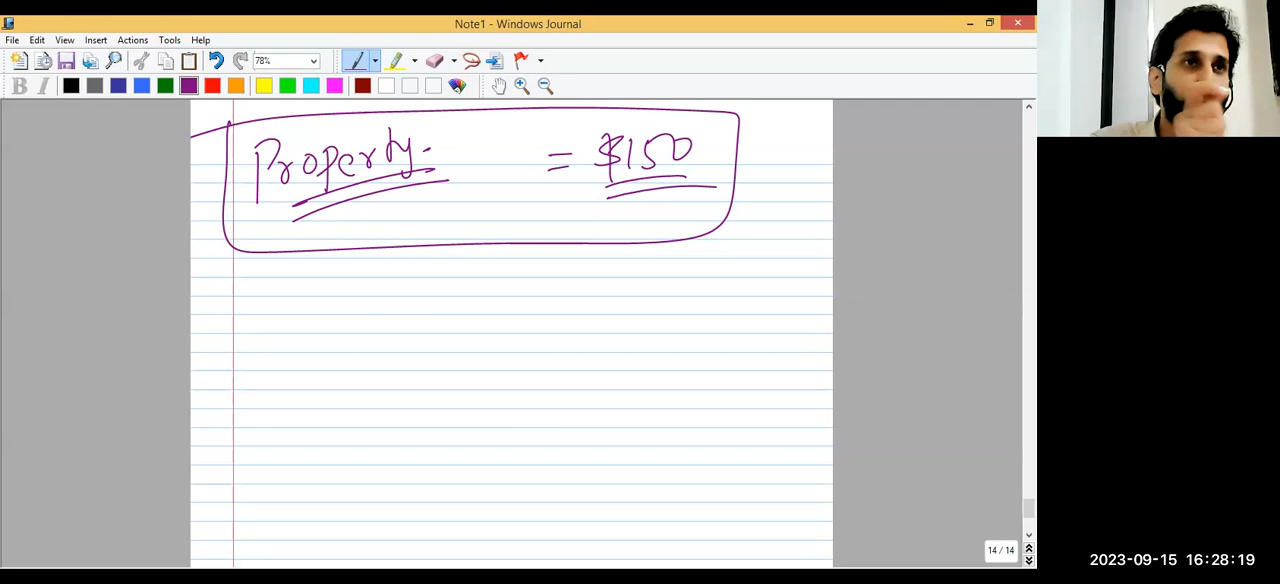 Note1 - Windows Journal
File Edit View Insert Actions Tools Help
78%
B I
Property. = $150
14 / 14
2023-09-15 16:28:19